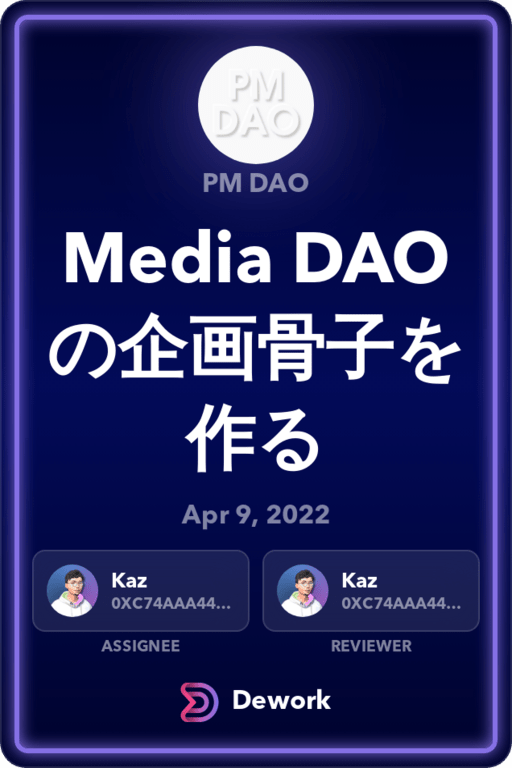 PM
DAO
PM DAO
Media DAO
の企画骨子を
作る
Apr 9, 2022
Kaz
0XC74AAA44...
Kaz
0XC74AAA44...
ASSIGNEE
REVIEWER
Dework